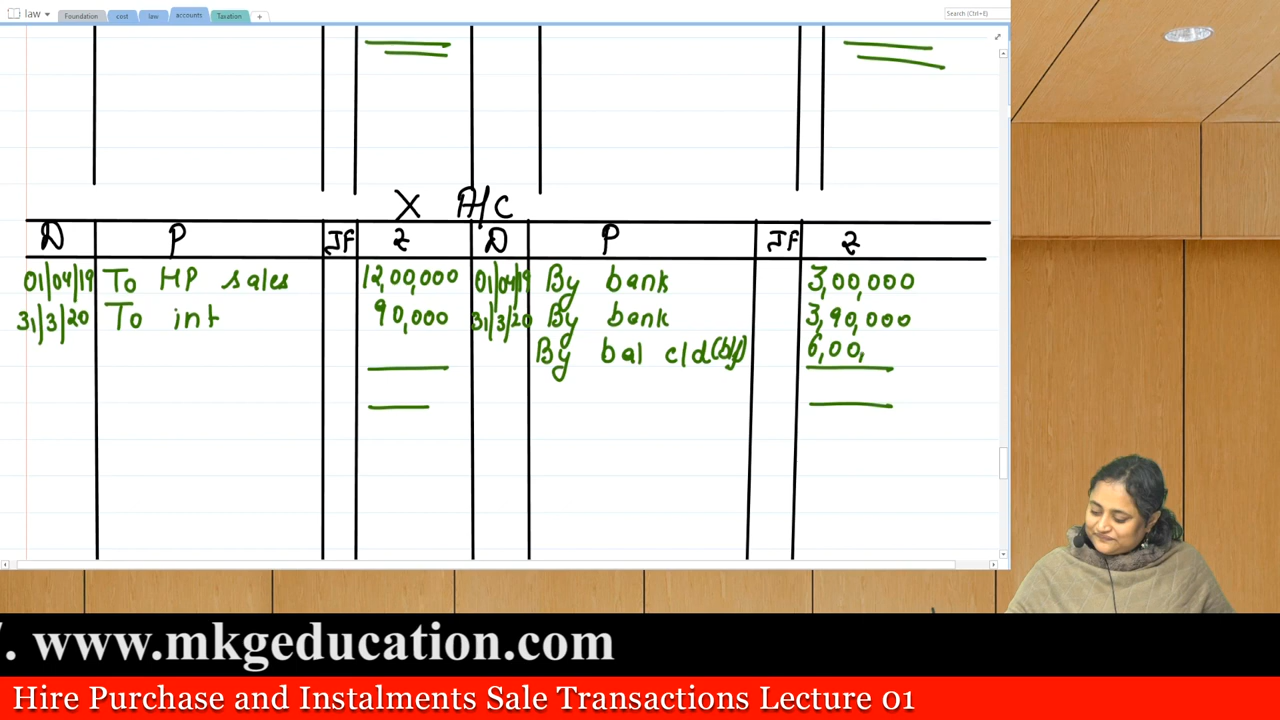 law Foundation cost law accounts Taxation + Search (Ctrl+E)
X A/C
D P JF ₹ D P JF ₹
01/04/19 To HP sales 12,00,000 01/04/19 By bank 3,00,000
31/3/20 To int 90,000 31/3/20 By bank 3,90,000
By bal c/d(b/f) 6,00,
. www.mkgeducation.com
Hire Purchase and Instalments Sale Transactions Lecture 01